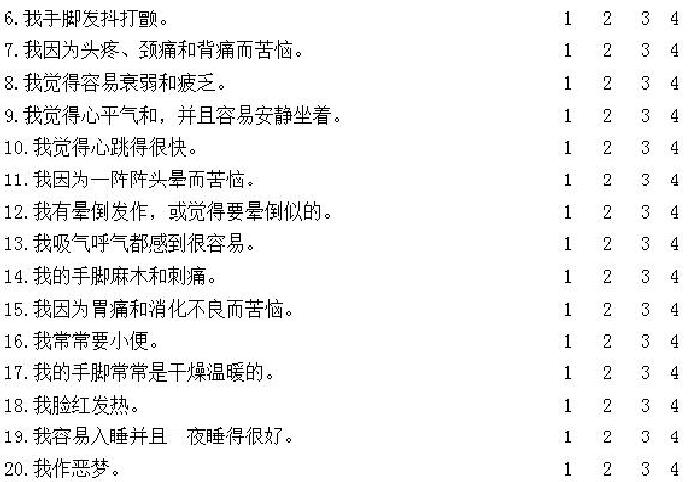 6.我手脚发抖打颤。 1 2 3 4
7.我因为头疼、颈痛和背痛而苦恼。 1 2 3 4
8.我觉得容易衰弱和疲乏。 1 2 3 4
9.我觉得心平气和，并且容易安静坐着。 1 2 3 4
10.我觉得心跳得很快。 1 2 3 4
11.我因为一阵阵头晕而苦恼。 1 2 3 4
12.我有晕倒发作，或觉得要晕倒似的。 1 2 3 4
13.我吸气呼气都感到很容易。 1 2 3 4
14.我的手脚麻木和刺痛。 1 2 3 4
15.我因为胃痛和消化不良而苦恼。 1 2 3 4
16.我常常要小便。 1 2 3 4
17.我的手脚常常是干燥温暖的。 1 2 3 4
18.我脸红发热。 1 2 3 4
19.我容易入睡并且 夜睡得很好。 1 2 3 4
20.我作恶梦。 1 2 3 4